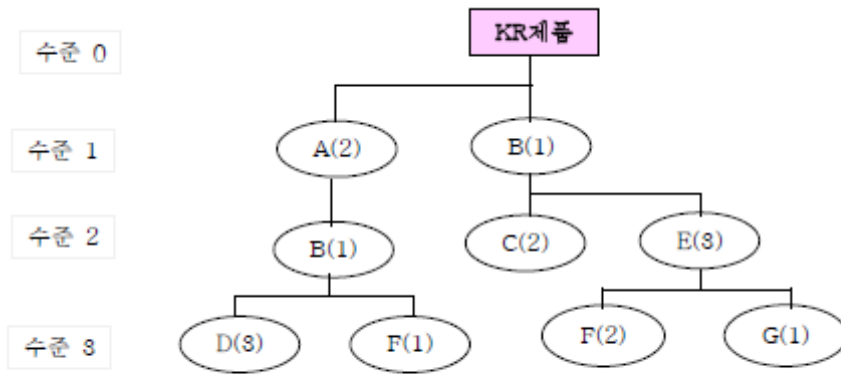 KR제품
수준 0
수준 1
A(2)
B(1)
수준 2
B(1)
C(2)
E(3)
수준 3
D(3)
F(1)
F(2)
G(1)